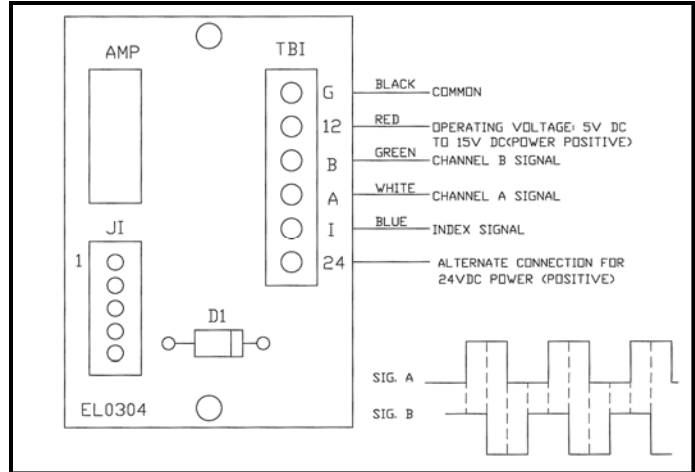 AMP
TBI
G BLACK COMMON
12 RED OPERATING VOLTAGE: 5V DC
TO 15V DC(POWER POSITIVE)
B GREEN CHANNEL B SIGNAL
A WHITE CHANNEL A SIGNAL
I BLUE INDEX SIGNAL
24 ALTERNATE CONNECTION FOR
24VDC POWER (POSITIVE)
JI
1
D1
EL0304
SIG. A
SIG. B